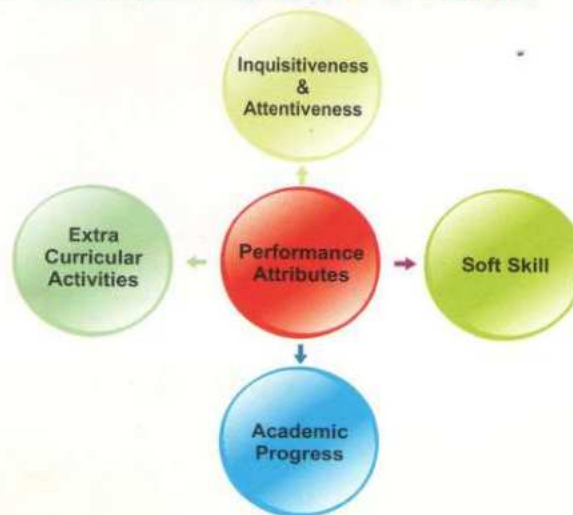 Inquisitiveness
&
Attentiveness
Extra
Curricular
Activities
Performance
Attributes
Soft Skill
Academic
Progress